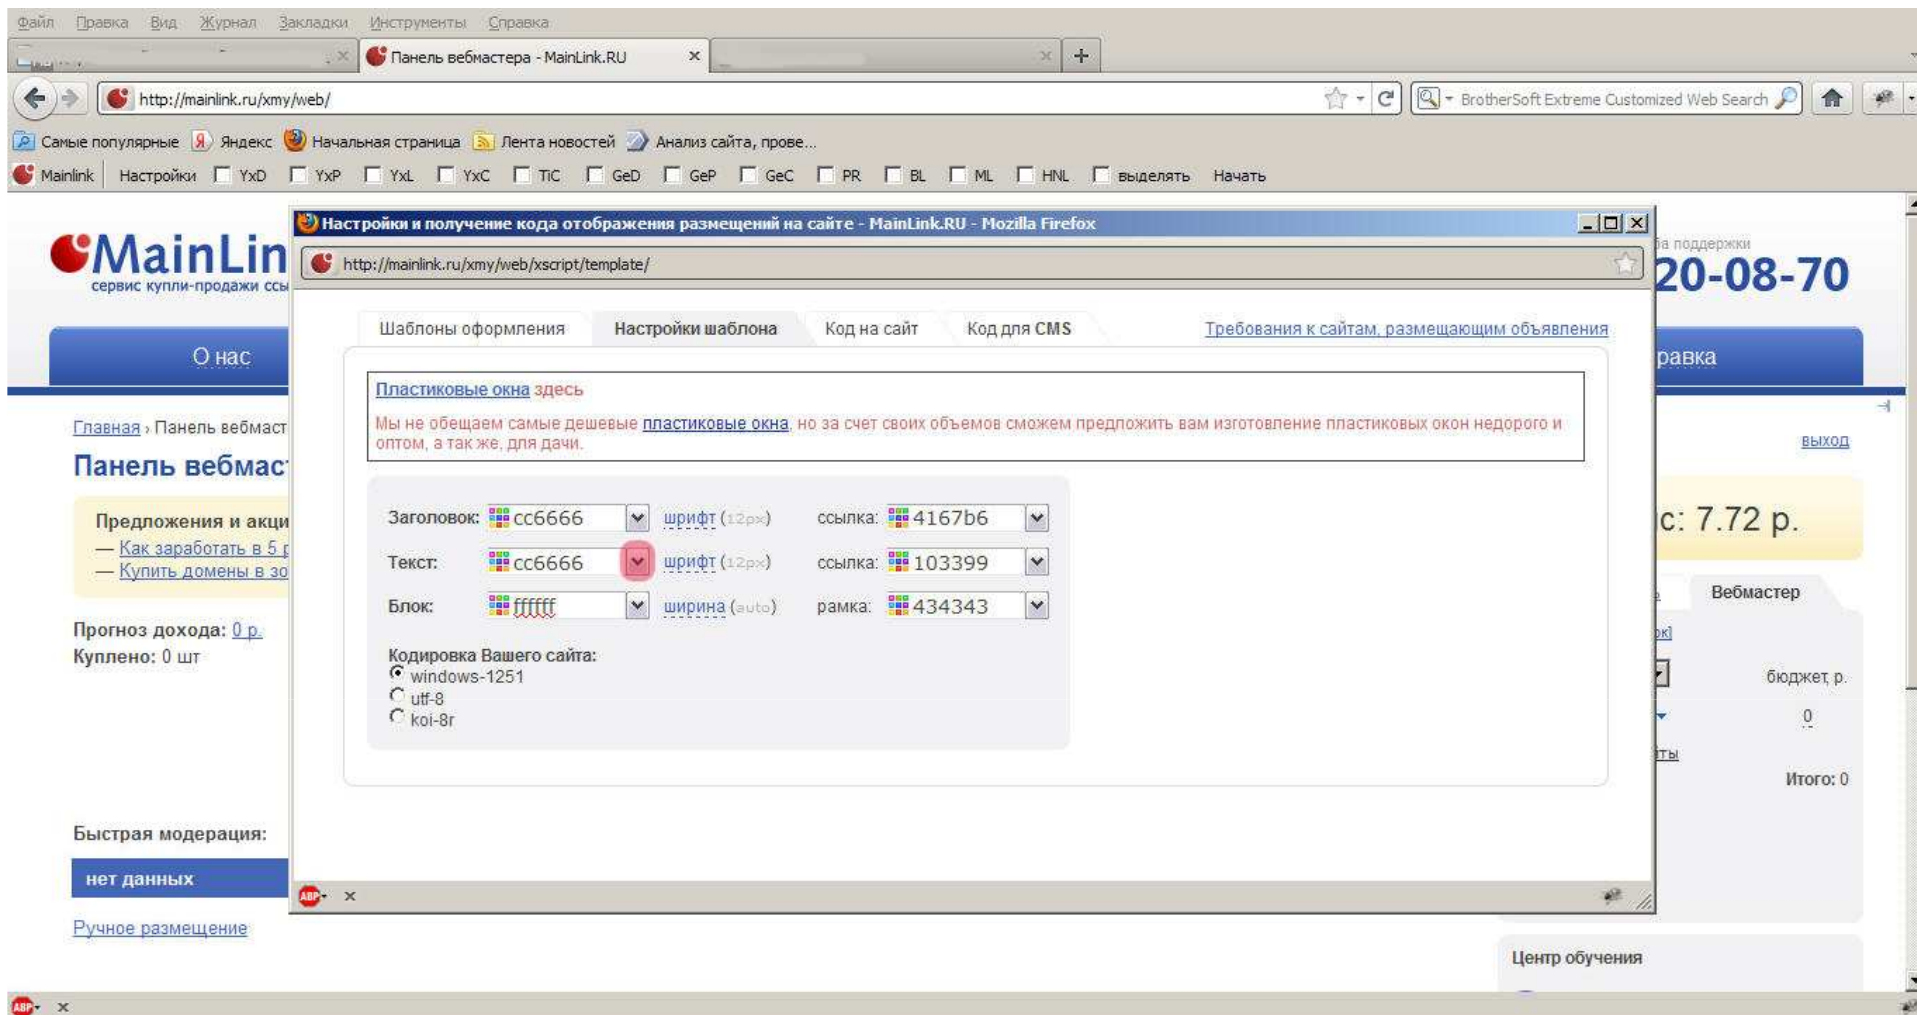 Файл Правка Вид Журнал Закладки Инструменты Справка
Панель вебмастера - MainLink.RU
http://mainlink.ru/xmy/web/
BrotherSoft Extreme Customized Web Search
Самые популярные Яндекс Начальная страница Лента новостей Анализ сайта, прове...
Mainlink Настройки YxD YxP YxL YxC TiC GeD GeP GeC PR BL ML HNL выделять Начать
Настройки и получение кода отображения размещений на сайте - MainLink.RU - Mozilla Firefox
http://mainlink.ru/xmy/web/xscript/template/
MainLin
сервис купли-продажи ссы
ба поддержки
20-08-70
О нас
равка
Шаблоны оформления Настройки шаблона Код на сайт Код для CMS Требования к сайтам, размещающим объявления
Пластиковые окна здесь
Мы не обещаем самые дешевые пластиковые окна, но за счет своих объемов сможем предложить вам изготовление пластиковых окон недорого и
оптом, а так же, для дачи.
Заголовок: cc6666 шрифт (12px) ссылка: 4167b6
Текст: cc6666 шрифт (12px) ссылка: 103399
Блок: ffffff ширина (auto) рамка: 434343
Кодировка Вашего сайта:
windows-1251
utf-8
koi-8r
Главная › Панель вебмаст
Панель вебмас
Предложения и акци
— Как заработать в 5 р
— Купить домены в зо
Прогноз дохода: 0 р.
Куплено: 0 шт
Быстрая модерация:
нет данных
Ручное размещение
выход
с: 7.72 р.
Вебмастер
ок]
бюджет, р.
0
йты
Итого: 0
Центр обучения
ABP
ABP